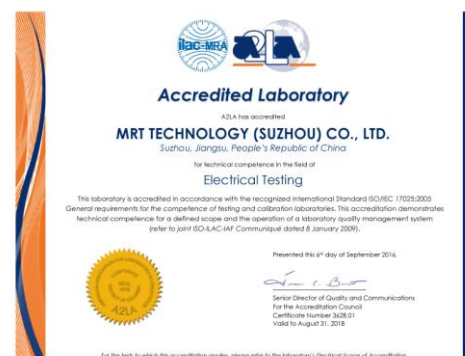 ilac-MRA
A2LA
Accredited Laboratory
A2LA has accredited
MRT TECHNOLOGY (SUZHOU) CO., LTD.
Suzhou, Jiangsu, People's Republic of China
for technical competence in the field of
Electrical Testing
This laboratory is accredited in accordance with the recognized International Standard ISO/IEC 17025:2005
General requirements for the competence of testing and calibration laboratories. This accreditation demonstrates
technical competence for a defined scope and the operation of a laboratory quality management system
(refer to joint ISO-ILAC-IAF Communiqué dated 8 January 2009).
Presented this 6th day of September 2016.
Senior Director of Quality and Communications
For the Accreditation Council
Certificate Number 3628.01
Valid to August 31, 2018
CORPORATE
SEAL
A2LA
For the tests to which this accreditation applies, please refer to the laboratory's Electrical Scope of Accreditation.